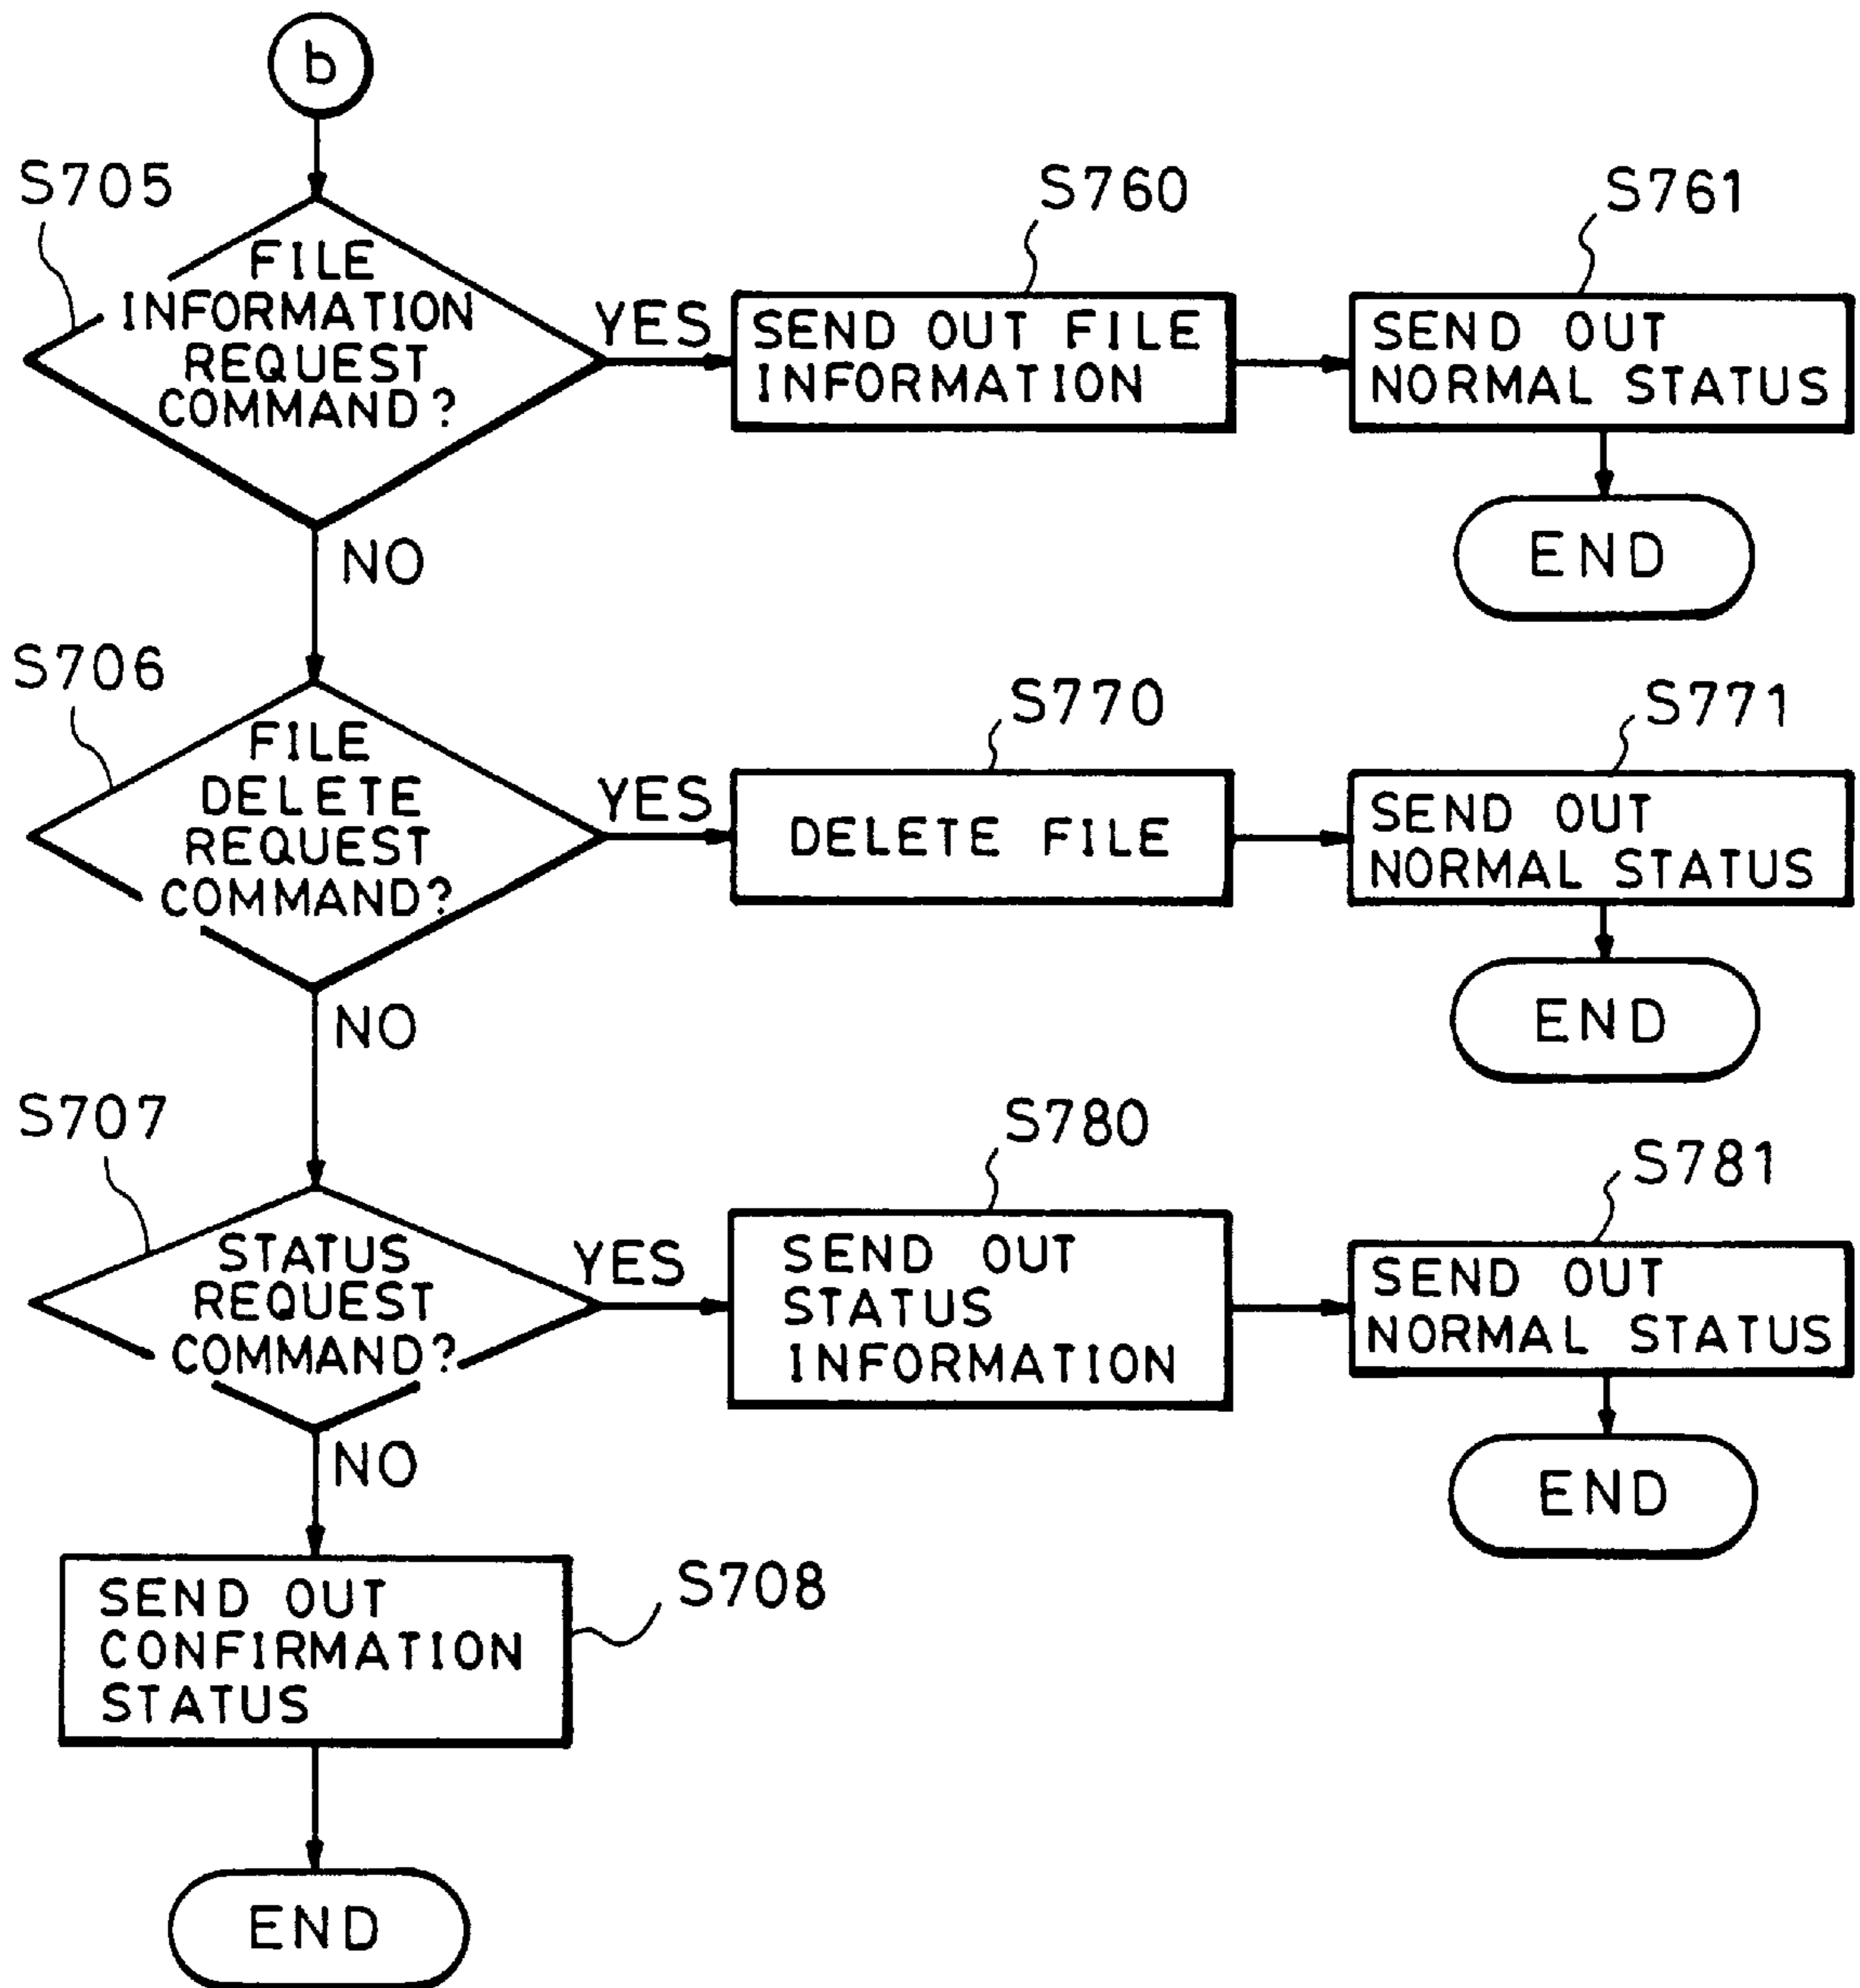 b
S705
FILE
INFORMATION
REQUEST
COMMAND?
YES
S760
SEND OUT FILE
INFORMATION
S761
SEND OUT
NORMAL STATUS
END
NO
S706
FILE
DELETE
REQUEST
COMMAND?
YES
S770
DELETE FILE
S771
SEND OUT
NORMAL STATUS
END
NO
S707
STATUS
REQUEST
COMMAND?
YES
S780
SEND OUT
STATUS
INFORMATION
S781
SEND OUT
NORMAL STATUS
END
NO
S708
SEND OUT
CONFIRMATION
STATUS
END